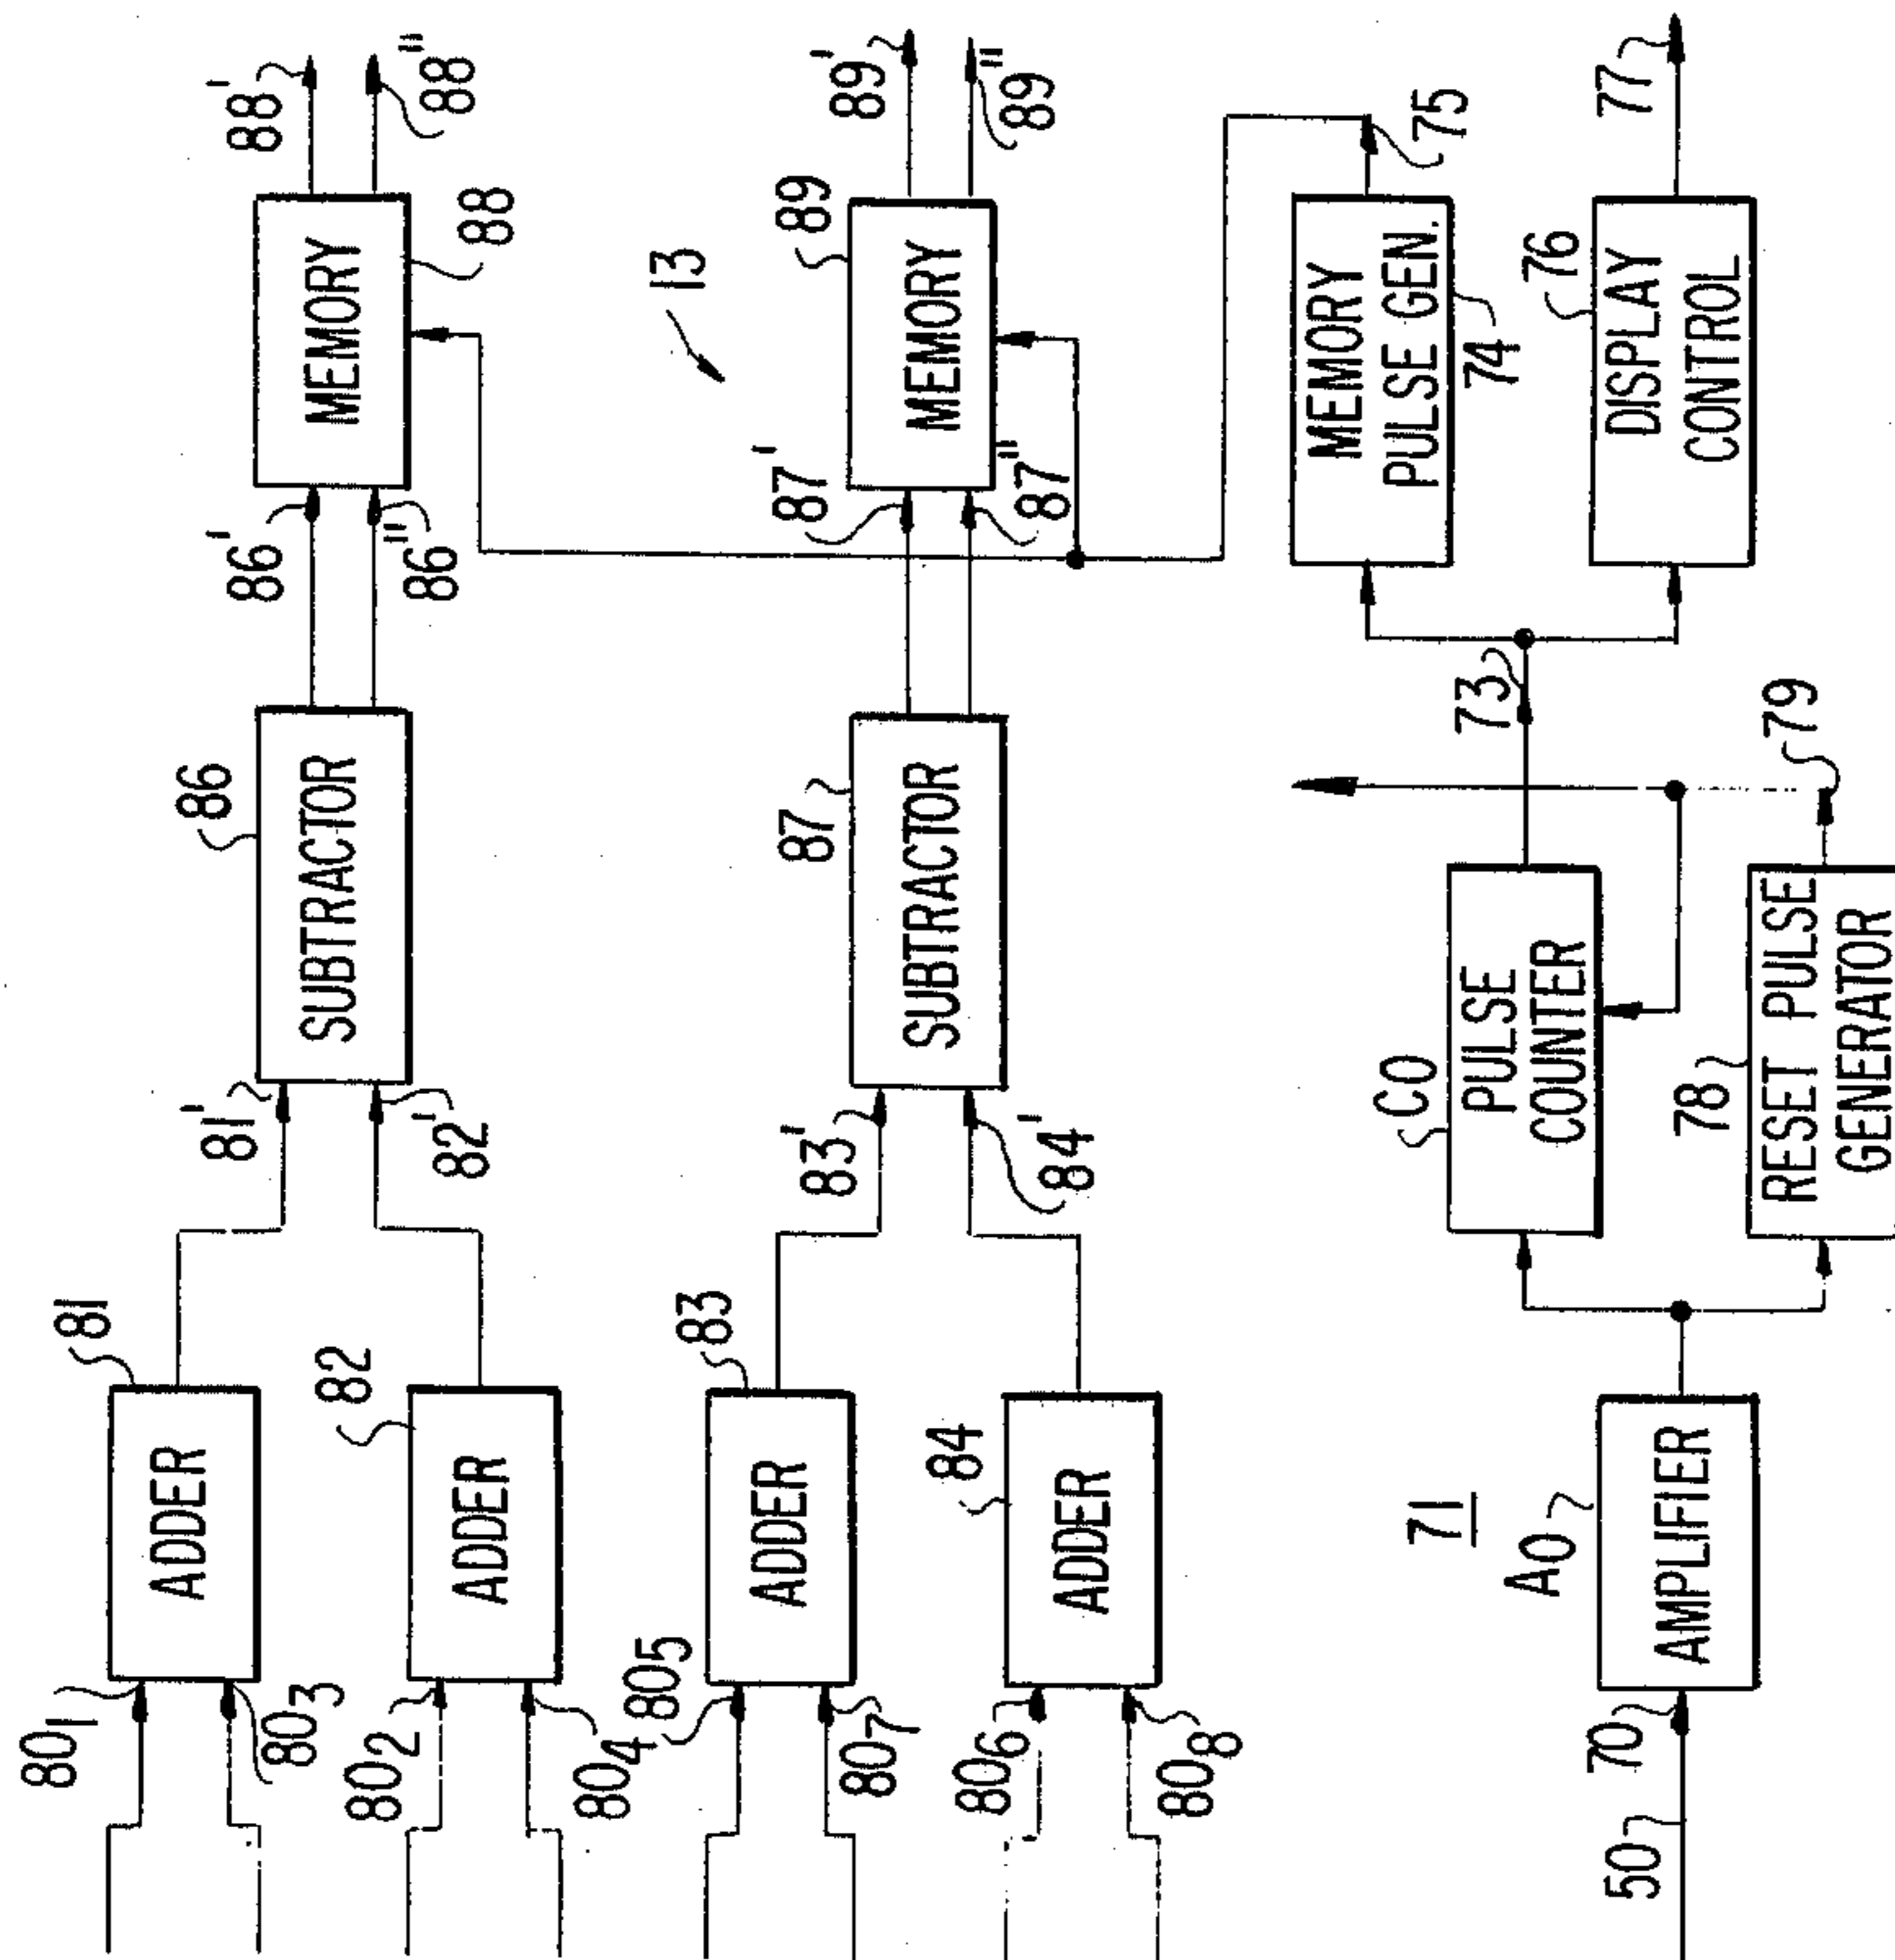 88'
88"
89'
89"
77
MEMORY
88
MEMORY
89
13
75
MEMORY
PULSE GEN.
74
DISPLAY
CONTROL
76
86'
86"
87'
87"
73
79
SUBTRACTOR
86
SUBTRACTOR
87
PULSE
COUNTER
CO
RESET PULSE
GENERATOR
78
81'
82'
83'
84'
ADDER
81
ADDER
82
ADDER
83
ADDER
84
71
AO
AMPLIFIER
80₁
80₃
80₂
80₄
80₅
80₇
80₆
80₈
70
50